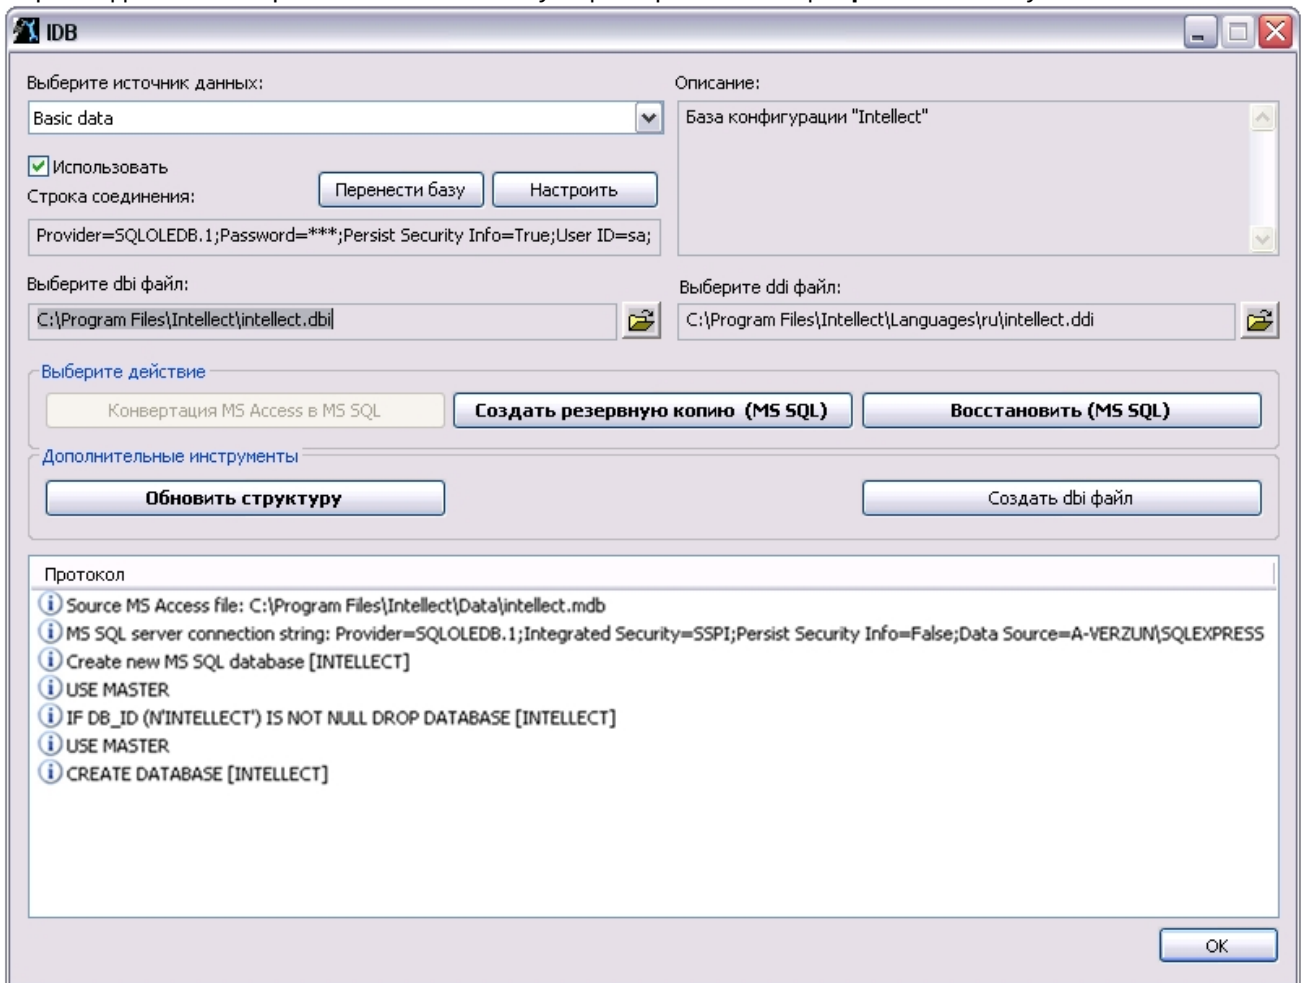 IDB
Выберите источник данных:
Basic data
Использовать
Строка соединения:
Перенести базу
Настроить
Provider=SQLOLEDB.1;Password=***;Persist Security Info=True;User ID=sa;
Описание:
База конфигурации "Intellect"
Выберите dbi файл:
C:\Program Files\Intellect\intellect.dbi
Выберите ddi файл:
C:\Program Files\Intellect\Languages\ru\intellect.ddi
Выберите действие
Конвертация MS Access в MS SQL
Создать резервную копию (MS SQL)
Восстановить (MS SQL)
Дополнительные инструменты
Обновить структуру
Создать dbi файл
Протокол
Source MS Access file: C:\Program Files\Intellect\Data\intellect.mdb
MS SQL server connection string: Provider=SQLOLEDB.1;Integrated Security=SSPI;Persist Security Info=False;Data Source=A-VERZUN\SQLEXPRESS
Create new MS SQL database [INTELLECT]
USE MASTER
IF DB_ID (N'INTELLECT') IS NOT NULL DROP DATABASE [INTELLECT]
USE MASTER
CREATE DATABASE [INTELLECT]
OK